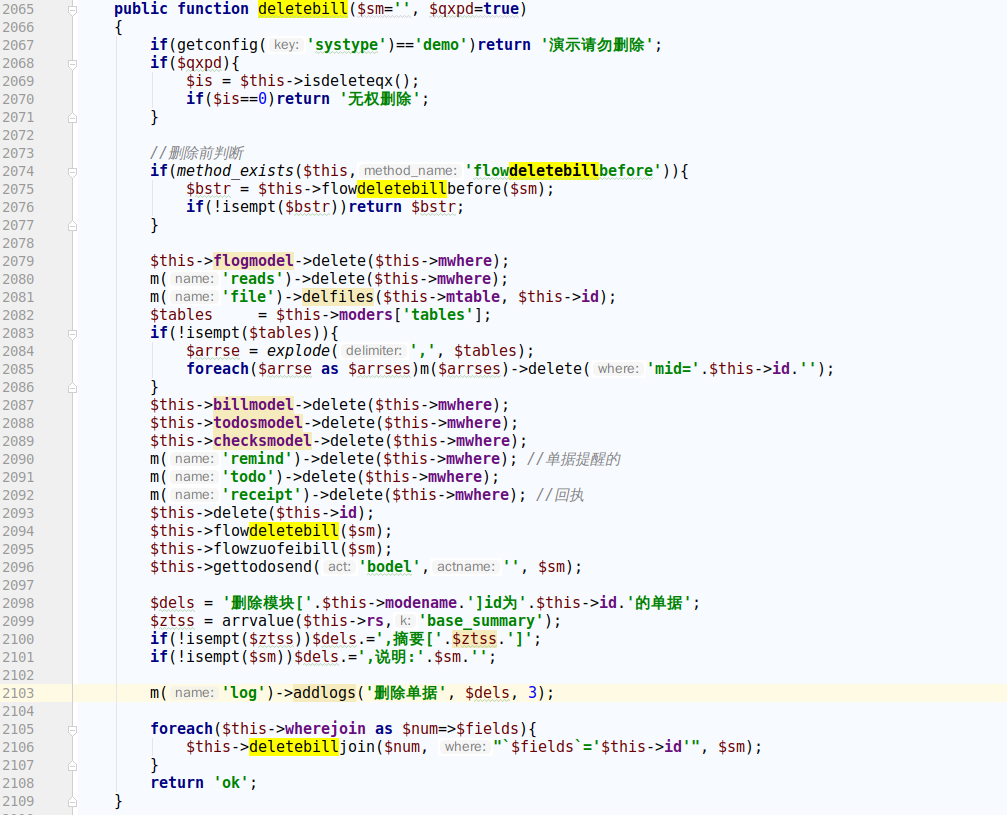 2065 public function deletebill($sm='', $qxpd=true)
2066 {
2067 if(getconfig( key: 'systype')=='demo')return '演示请勿删除';
2068 if($qxpd){
2069 $is = $this->isdeleteqx();
2070 if($is==0)return '无权删除';
2071 }
2072
2073 //删除前判断
2074 if(method_exists($this, method_name: 'flowdeletebillbefore')){
2075 $bstr = $this->flowdeletebillbefore($sm);
2076 if(!isempt($bstr))return $bstr;
2077 }
2078
2079 $this->flogmodel->delete($this->mwhere);
2080 m( name: 'reads')->delete($this->mwhere);
2081 m( name: 'file')->delfiles($this->mtable, $this->id);
2082 $tables     = $this->moders['tables'];
2083 if(!isempt($tables)){
2084 $arrse = explode( delimiter: ',', $tables);
2085 foreach($arrse as $arrses)m($arrses)->delete( where: 'mid='.$this->id.'');
2086 }
2087 $this->billmodel->delete($this->mwhere);
2088 $this->todosmodel->delete($this->mwhere);
2089 $this->checksmodel->delete($this->mwhere);
2090 m( name: 'remind')->delete($this->mwhere); //单据提醒的
2091 m( name: 'todo')->delete($this->mwhere);
2092 m( name: 'receipt')->delete($this->mwhere); //回执
2093 $this->delete($this->id);
2094 $this->flowdeletebill($sm);
2095 $this->flowzuofeibill($sm);
2096 $this->gettodosend( act: 'bodel', actname: '', $sm);
2097
2098 $dels = '删除模块['.$this->modename.']id为'.$this->id.'的单据';
2099 $ztss = arrvalue($this->rs, k: 'base_summary');
2100 if(!isempt($ztss))$dels.=',摘要['.$ztss.']';
2101 if(!isempt($sm))$dels.=',说明:'.$sm.'';
2102
2103 m( name: 'log')->addlogs('删除单据', $dels, 3);
2104
2105 foreach($this->wherejoin as $num=>$fields){
2106 $this->deletebilljoin($num, where: "`$fields`='$this->id'", $sm);
2107 }
2108 return 'ok';
2109 }